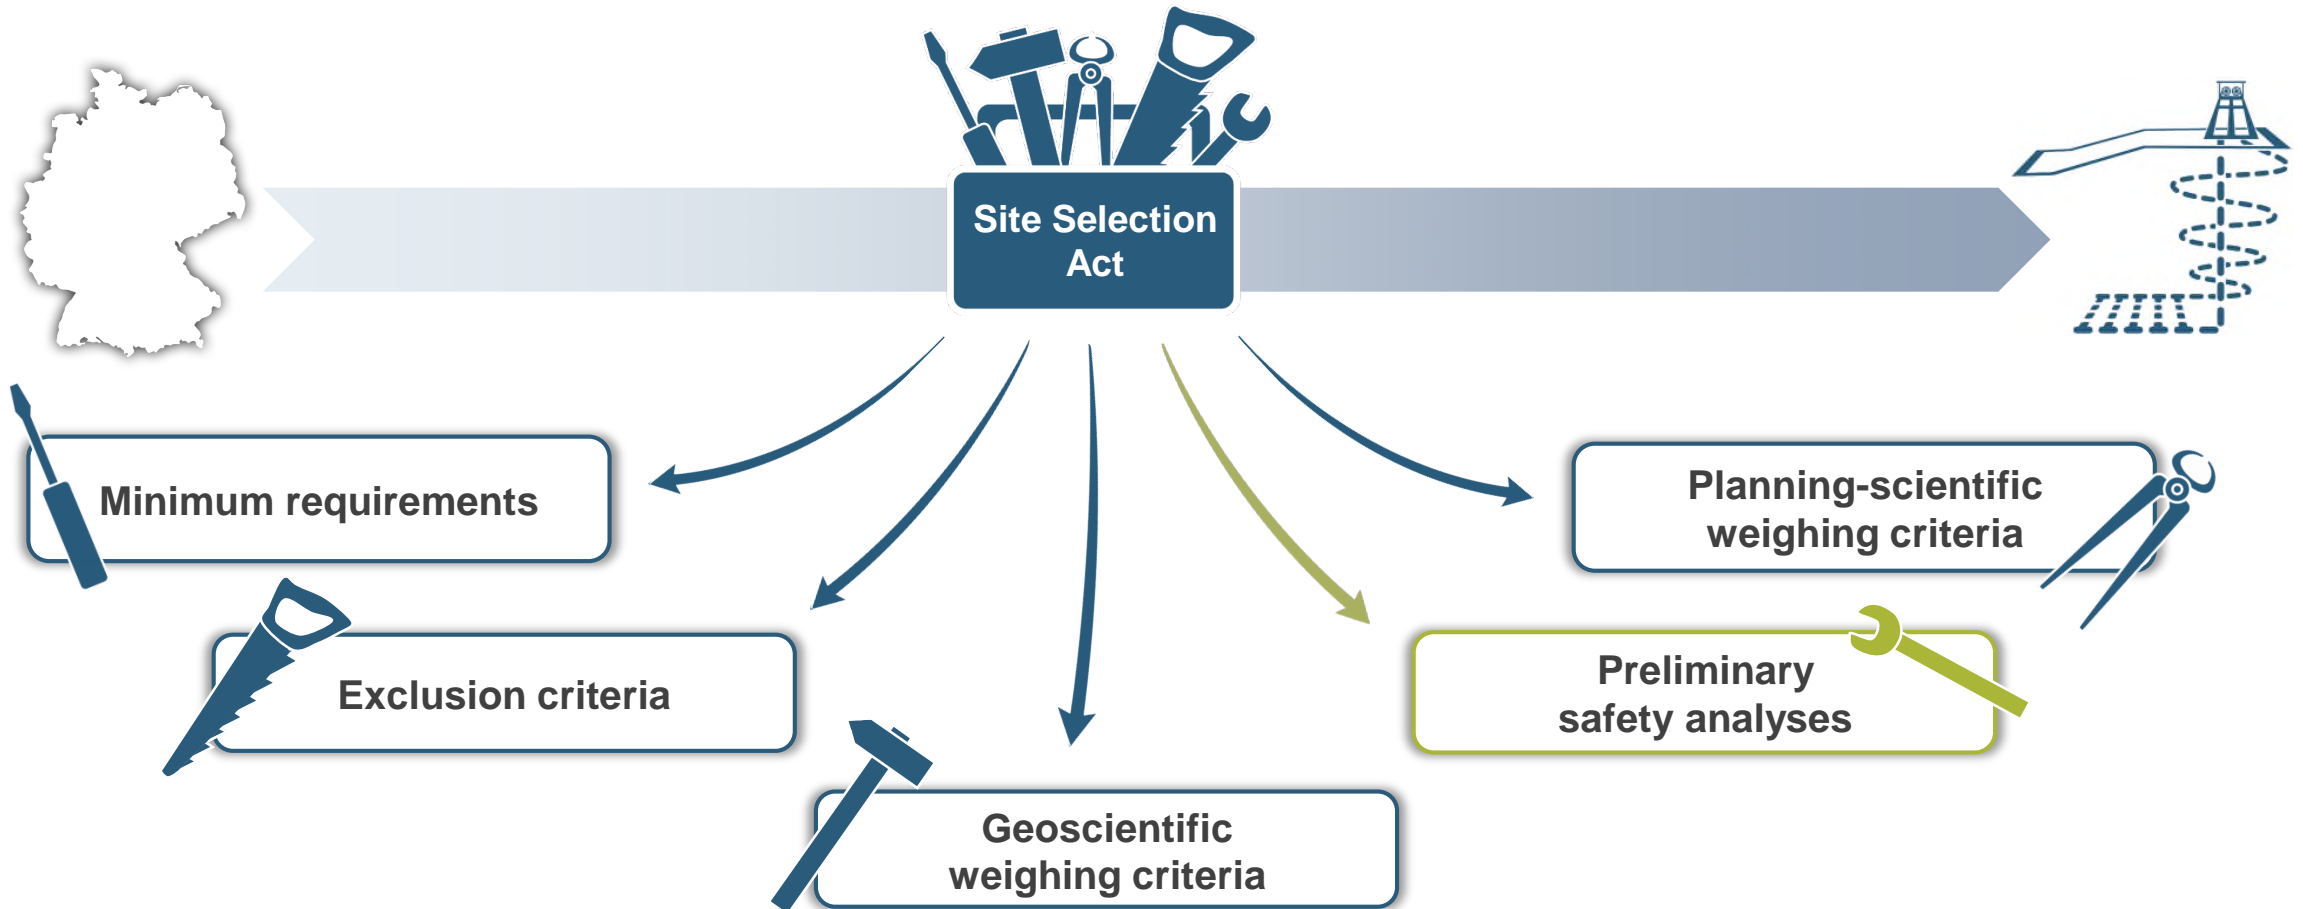 Site Selection
Act
Minimum requirements
Exclusion criteria
Geoscientific
weighing criteria
Preliminary
safety analyses
Planning-scientific
weighing criteria